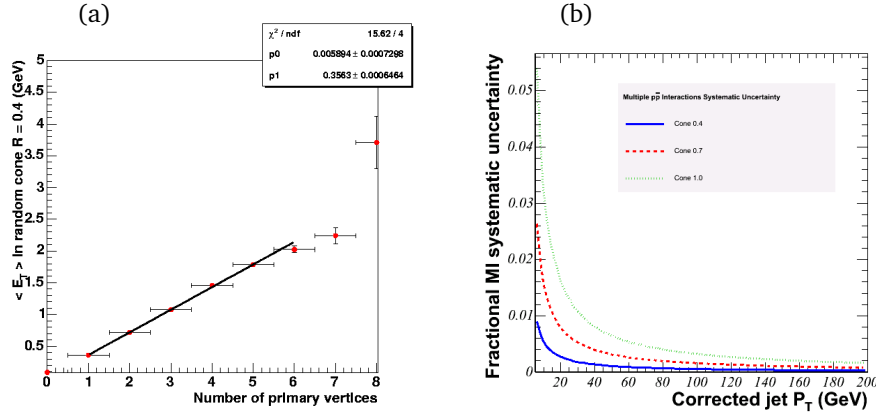 (a)
χ² / ndf 15.62 / 4
p0 0.005894 ± 0.0007298
p1 0.3563 ± 0.0006464
< E_T > In random cone R = 0.4 (GeV)
5
4.5
4
3.5
3
2.5
2
1.5
1
0.5
0 1 2 3 4 5 6 7 8
Number of primary vertices
(b)
Fractional MI systematic uncertainty
0.05
0.04
0.03
0.02
0.01
0
Multiple pp̅ Interactions Systematic Uncertainty
Cone 0.4
Cone 0.7
Cone 1.0
20 40 60 80 100 120 140 160 180 200
Corrected jet P_T (GeV)